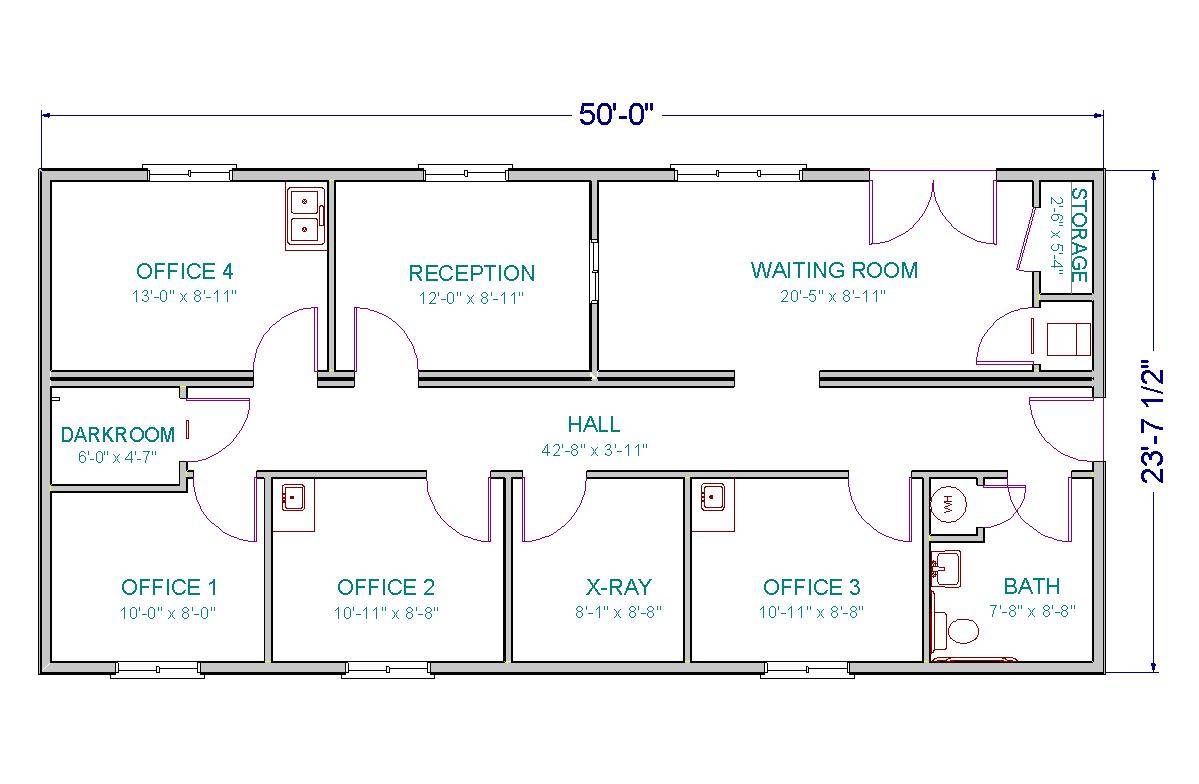 50'-0"
OFFICE 4
13'-0" x 8'-11"
RECEPTION
12'-0" x 8'-11"
WAITING ROOM
20'-5" x 8'-11"
STORAGE
2'-6" x 5'-4"
23'-7 1/2"
DARKROOM
6'-0" x 4'-7"
HALL
42'-8" x 3'-11"
OFFICE 1
10'-0" x 8'-0"
OFFICE 2
10'-11" x 8'-8"
X-RAY
8'-1" x 8'-8"
OFFICE 3
10'-11" x 8'-8"
WH
BATH
7'-8" x 8'-8"